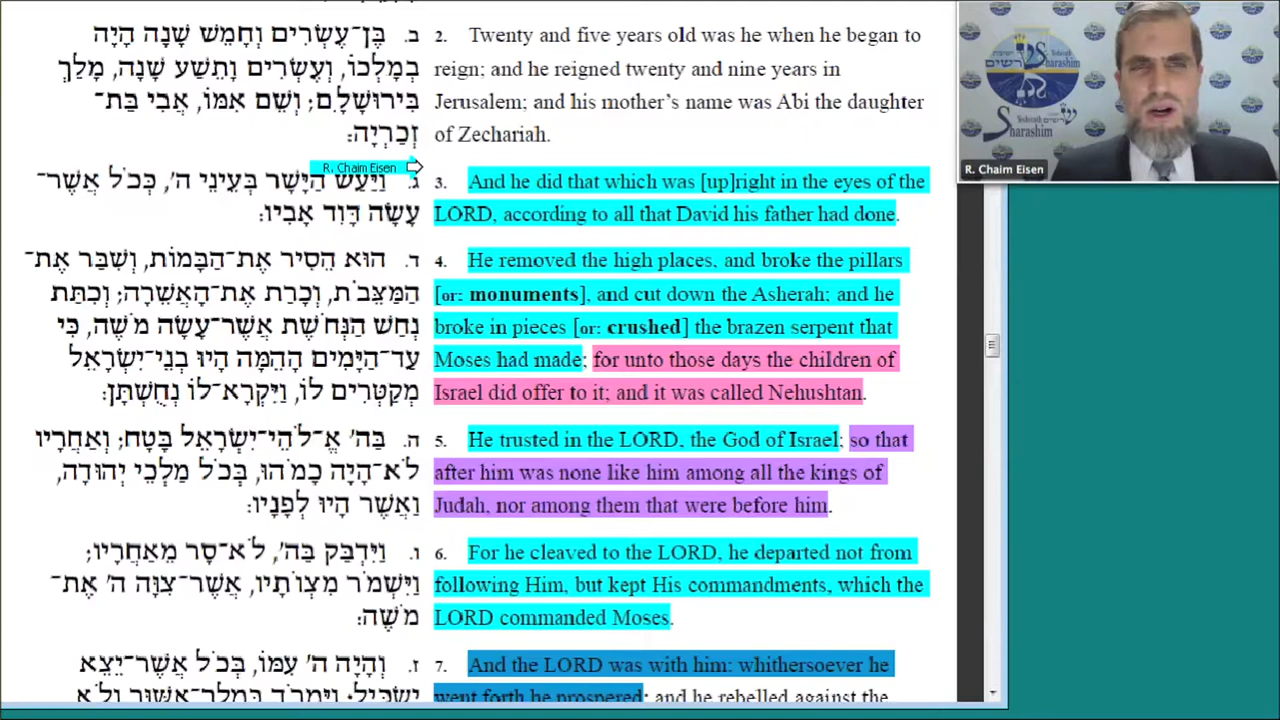 ב. בֶּן־עֶשְׂרִים וְחָמֵשׁ שָׁנָה הָיָה
בְמָלְכוֹ, וְעֶשְׂרִים וָתֵשַׁע שָׁנָה, מָלַךְ
בִּירוּשָׁלָיִם; וְשֵׁם אִמּוֹ, אֲבִי בַּת־
זְכַרְיָה:
2. Twenty and five years old was he when he began to
reign; and he reigned twenty and nine years in
Jerusalem; and his mother's name was Abi the daughter
of Zechariah.
R. Chaim Eisen
ג. וַיַּעַשׂ הַיָּשָׁר בְּעֵינֵי ה', כְּכֹל אֲשֶׁר־
עָשָׂה דָּוִד אָבִיו:
3. And he did that which was [up]right in the eyes of the
LORD, according to all that David his father had done.
ד. הוּא הֵסִיר אֶת־הַבָּמוֹת, וְשִׁבַּר אֶת־
הַמַּצֵּבֹת, וְכָרַת אֶת־הָאֲשֵׁרָה; וְכִתַּת
נְחַשׁ הַנְּחֹשֶׁת אֲשֶׁר־עָשָׂה מֹשֶׁה, כִּי
עַד־הַיָּמִים הָהֵמָּה הָיוּ בְנֵי־יִשְׂרָאֵל
מְקַטְּרִים לוֹ, וַיִּקְרָא־לוֹ נְחֻשְׁתָּן:
4. He removed the high places, and broke the pillars
[or: monuments], and cut down the Asherah; and he
broke in pieces [or: crushed] the brazen serpent that
Moses had made; for unto those days the children of
Israel did offer to it; and it was called Nehushtan.
ה. בַּה' אֱ־לֹהֵי־יִשְׂרָאֵל בָּטָח; וְאַחֲרָיו
לֹא־הָיָה כָמֹהוּ, בְּכֹל מַלְכֵי יְהוּדָה,
וַאֲשֶׁר הָיוּ לְפָנָיו:
5. He trusted in the LORD, the God of Israel; so that
after him was none like him among all the kings of
Judah, nor among them that were before him.
ו. וַיִּדְבַּק בַּה', לֹא־סָר מֵאַחֲרָיו;
וַיִּשְׁמֹר מִצְו‍ֹתָיו, אֲשֶׁר־צִוָּה ה' אֶת־
מֹשֶׁה:
6. For he cleaved to the LORD, he departed not from
following Him, but kept His commandments, which the
LORD commanded Moses.
ז. וְהָיָה ה' עִמּוֹ, בְּכֹל אֲשֶׁר־יֵצֵא
יַשְׂכִּיל; וַיִּמְרֹד בְּמֶלֶךְ־אַשּׁוּר וְלֹא
7. And the LORD was with him: whithersoever he
went forth he prospered; and he rebelled against the
Sharashim
R. Chaim Eisen